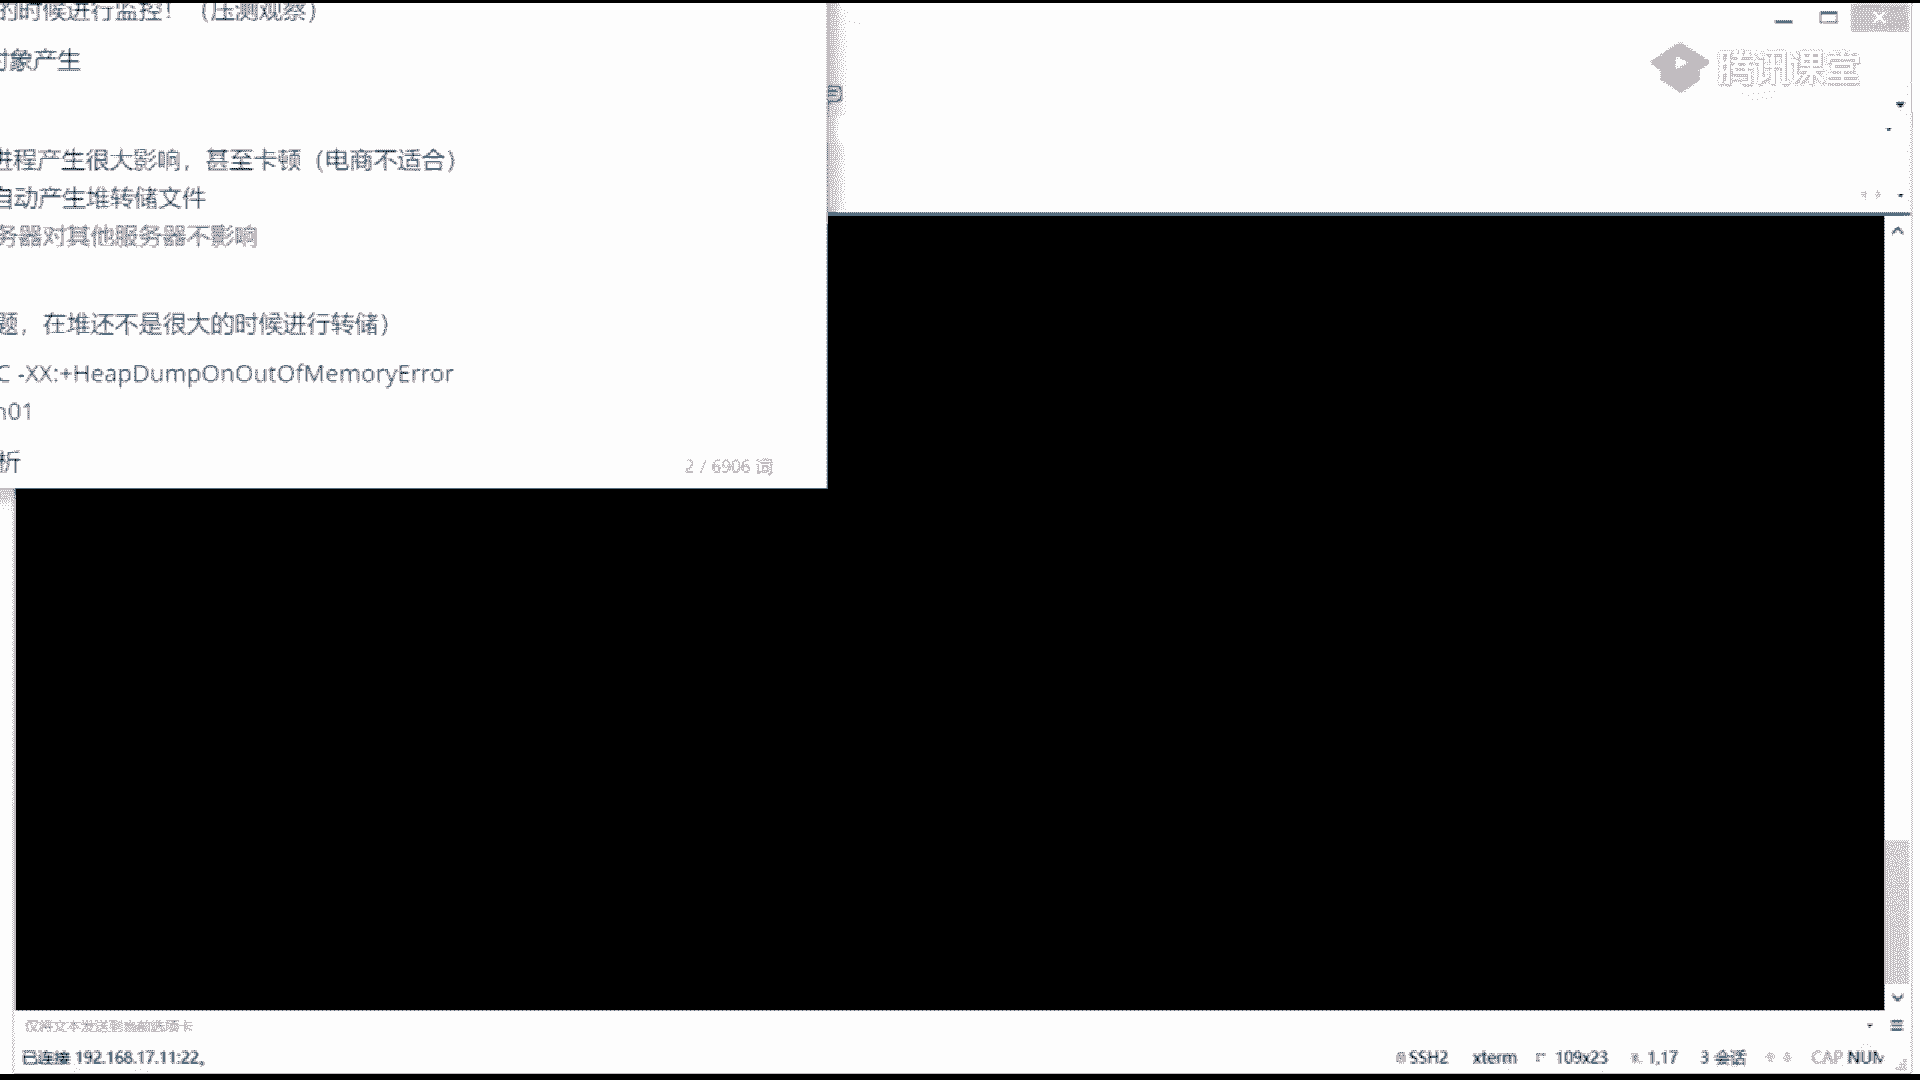 的时候进行监控！（压测观察）
对象产生
进程产生很大影响，甚至卡顿（电商不适合）
自动产生堆转储文件
务器对其他服务器不影响
题，在堆还不是很大的时候进行转储）
C -XX:+HeapDumpOnOutOfMemoryError
n01
析
2 / 6906 词
腾讯课堂
仅将文本发送到当前选项卡
已连接 192.168.17.11:22。
SSH2 xterm 109x23 1,17 3 会话 CAP NUM